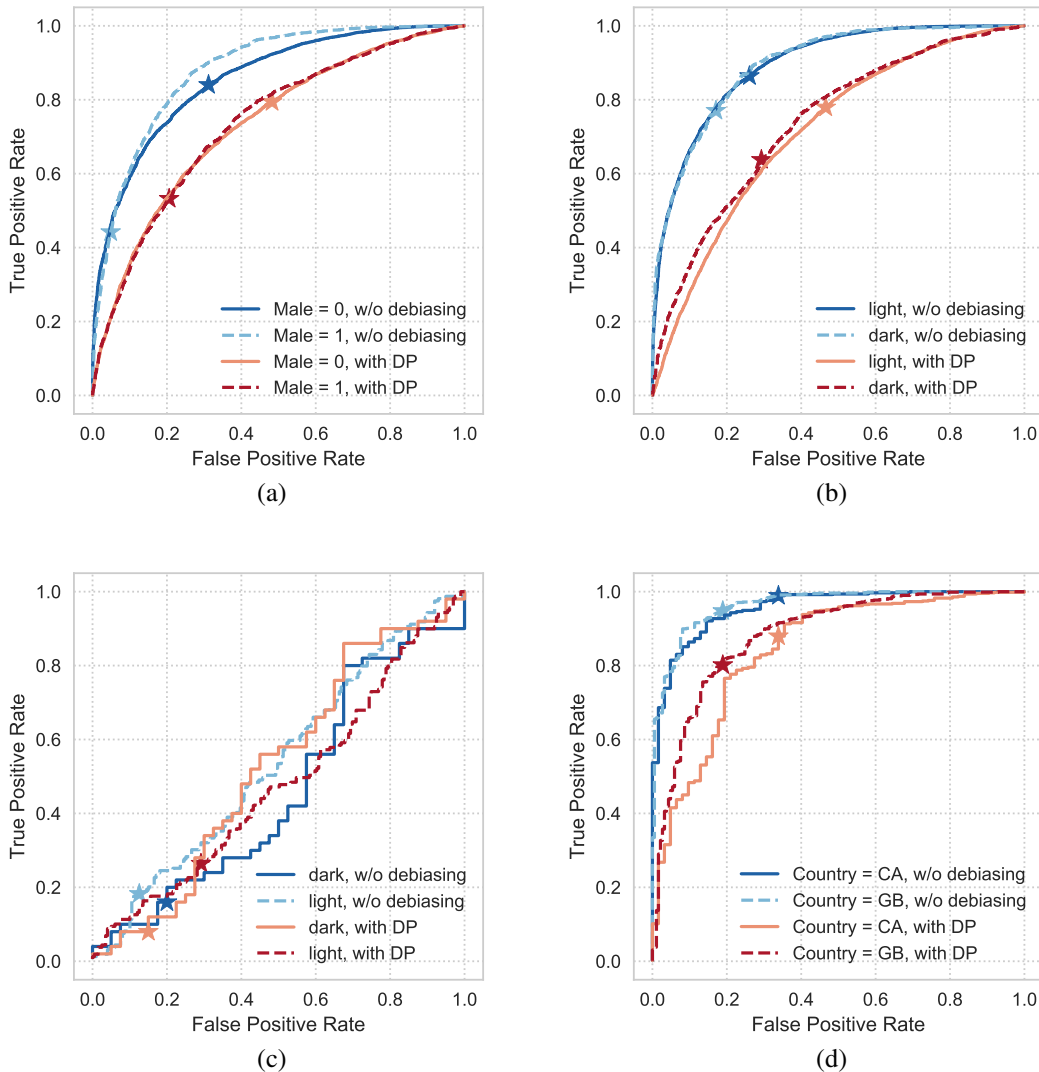 1.0
0.8
0.6
0.4
0.2
0.0
True Positive Rate
Male = 0, w/o debiasing
Male = 1, w/o debiasing
Male = 0, with DP
Male = 1, with DP
0.0 0.2 0.4 0.6 0.8 1.0
False Positive Rate
(a)
1.0
0.8
0.6
0.4
0.2
0.0
True Positive Rate
light, w/o debiasing
dark, w/o debiasing
light, with DP
dark, with DP
0.0 0.2 0.4 0.6 0.8 1.0
False Positive Rate
(b)
1.0
0.8
0.6
0.4
0.2
0.0
True Positive Rate
dark, w/o debiasing
light, w/o debiasing
dark, with DP
light, with DP
0.0 0.2 0.4 0.6 0.8 1.0
False Positive Rate
(c)
1.0
0.8
0.6
0.4
0.2
0.0
True Positive Rate
Country = CA, w/o debiasing
Country = GB, w/o debiasing
Country = CA, with DP
Country = GB, with DP
0.0 0.2 0.4 0.6 0.8 1.0
False Positive Rate
(d)